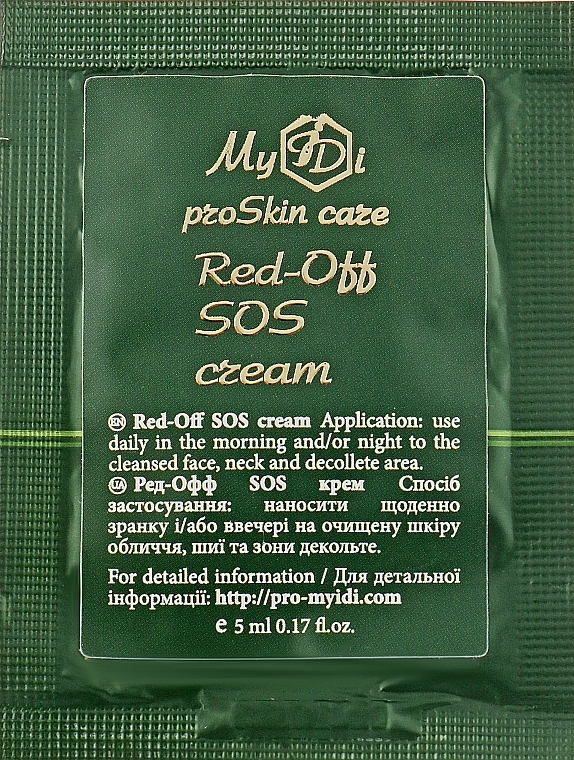 MyIDi
proSkin care
Red-Off
SOS
cream
EN Red-Off SOS cream Application: use
daily in the morning and/or night to the
cleansed face, neck and decollete area.
UA Ред-Офф SOS крем Спосіб
застосування: наносити щоденно
зранку і/або ввечері на очищену шкіру
обличчя, шиї та зони декольте.
For detailed information / Для детальної
інформації: http://pro-myidi.com
e 5 ml 0.17 fl.oz.